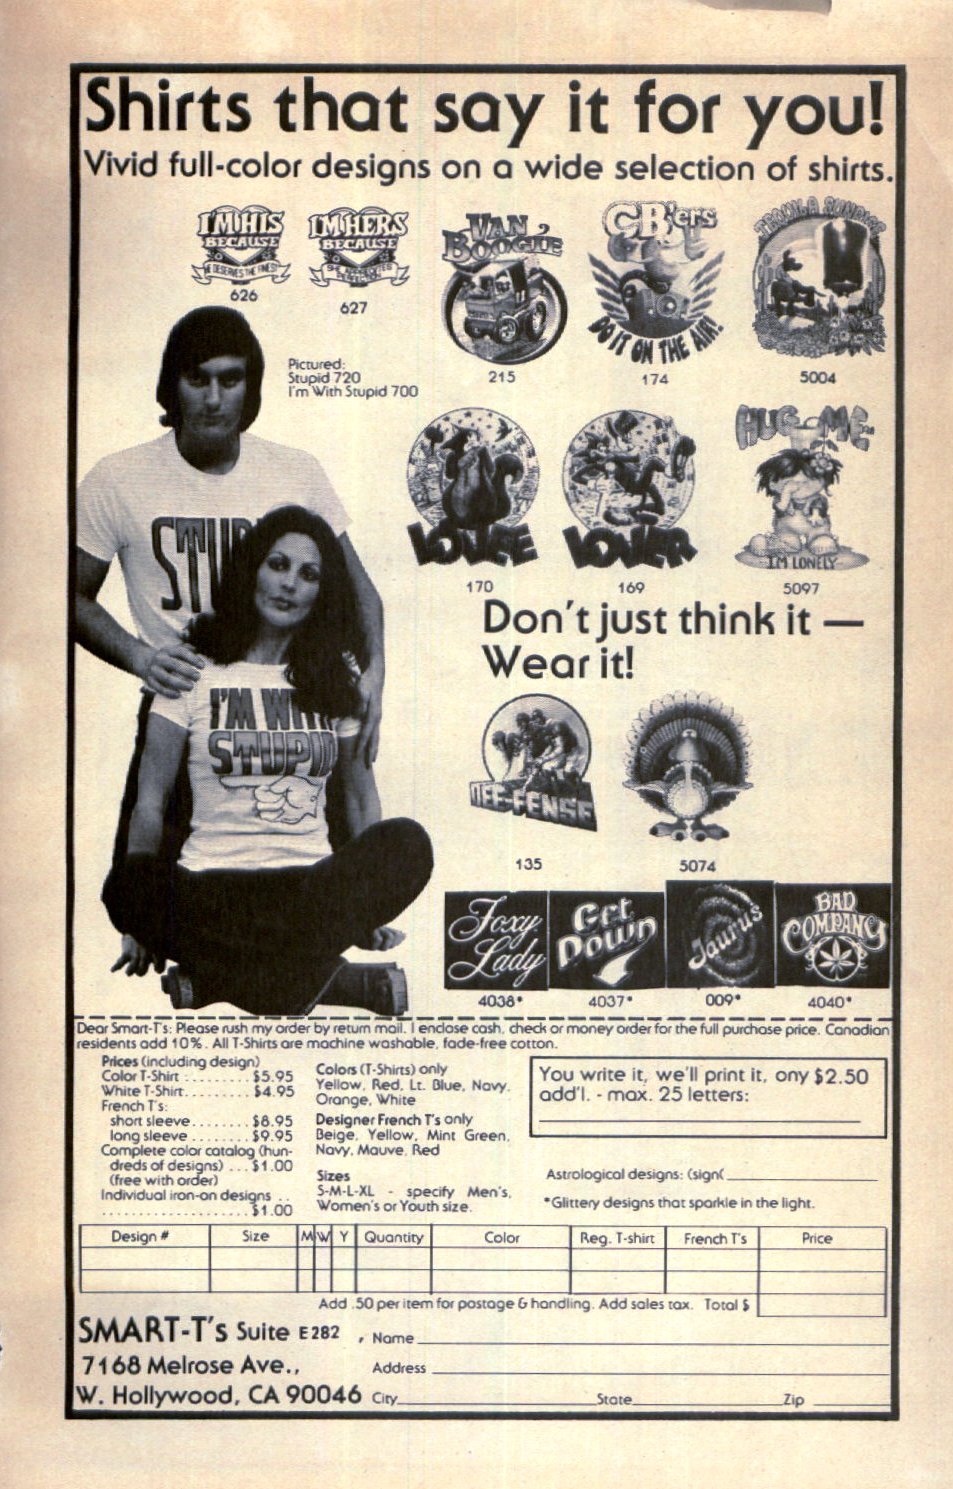 Shirts that say it for you!
Vivid full-color designs on a wide selection of shirts.
I'M HIS
BECAUSE
HE DESERVES THE FINEST
626
I'M HERS
BECAUSE
627
VAN
BOOGIE
215
CB'ers
DO IT ON THE AIR!
174
TEQUILA SUNRISE
5004
Pictured:
Stupid 720
I'm With Stupid 700
LOVEE
170
LOVER
169
HUG-ME
I'M LONELY
5097
STUP
I'M WITH
STUPID
Don't just think it —
Wear it!
DEE-FENSE
135
5074
Foxy
Lady
4038*
Get
Down
4037*
Taurus
009*
BAD
COMPANY
4040*
Dear Smart-T's: Please rush my order by return mail. I enclose cash, check or money order for the full purchase price. Canadian
residents add 10%. All T-Shirts are machine washable, fade-free cotton.
Prices (including design)
Color T-Shirt ......... $5.95
White T-Shirt......... $4.95
French T's:
short sleeve........ $8.95
long sleeve ........ $9.95
Complete color catalog (hun-
dreds of designs) ... $1.00
(free with order)
Individual iron-on designs ..
.................... $1.00
Colors (T-Shirts) only
Yellow, Red, Lt. Blue, Navy,
Orange, White
Designer French T's only
Beige, Yellow, Mint Green,
Navy, Mauve, Red
Sizes
S-M-L-XL - specify Men's,
Women's or Youth size.
You write it, we'll print it, ony $2.50
add'l. - max. 25 letters:
Astrological designs: (sign(
*Glittery designs that sparkle in the light.
Design # Size M W Y Quantity Color Reg. T-shirt French T's Price
Add .50 per item for postage & handling. Add sales tax. Total $
SMART-T's Suite E282 , Name
7168 Melrose Ave., Address
W. Hollywood, CA 90046 City State Zip